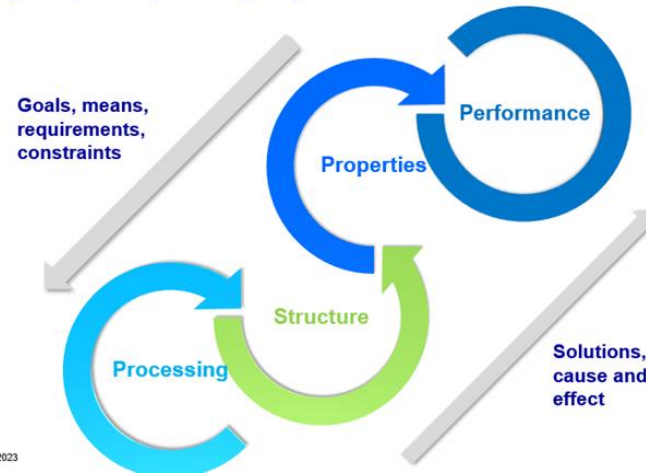 Goals, means,
requirements,
constraints
Performance
Properties
Structure
Processing
Solutions,
cause and
effect
2023